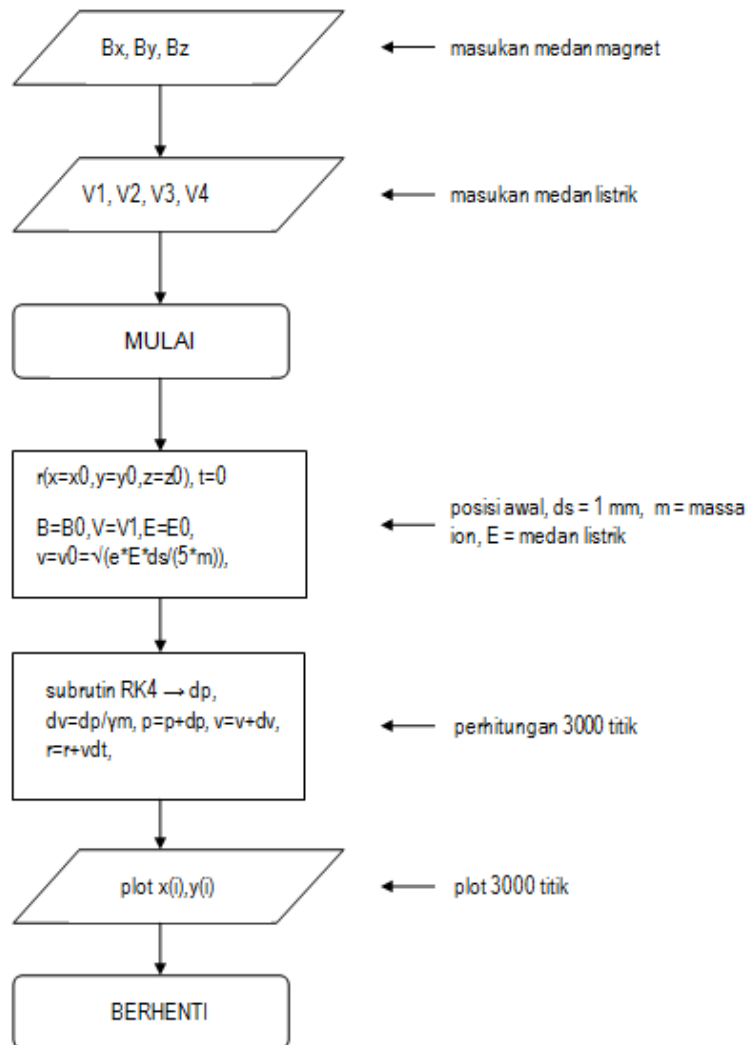 Bx, By, Bz
masukan medan magnet
V1, V2, V3, V4
masukan medan listrik
MULAI
r(x=x0,y=y0,z=z0), t=0
B=B0,V=V1,E=E0,
v=v0=√(e*E*ds/(5*m)),
posisi awal, ds = 1 mm, m = massa
ion, E = medan listrik
subrutin RK4 → dp,
dv=dp/γm, p=p+dp, v=v+dv,
r=r+vdt,
perhitungan 3000 titik
plot x(i),y(i)
plot 3000 titik
BERHENTI